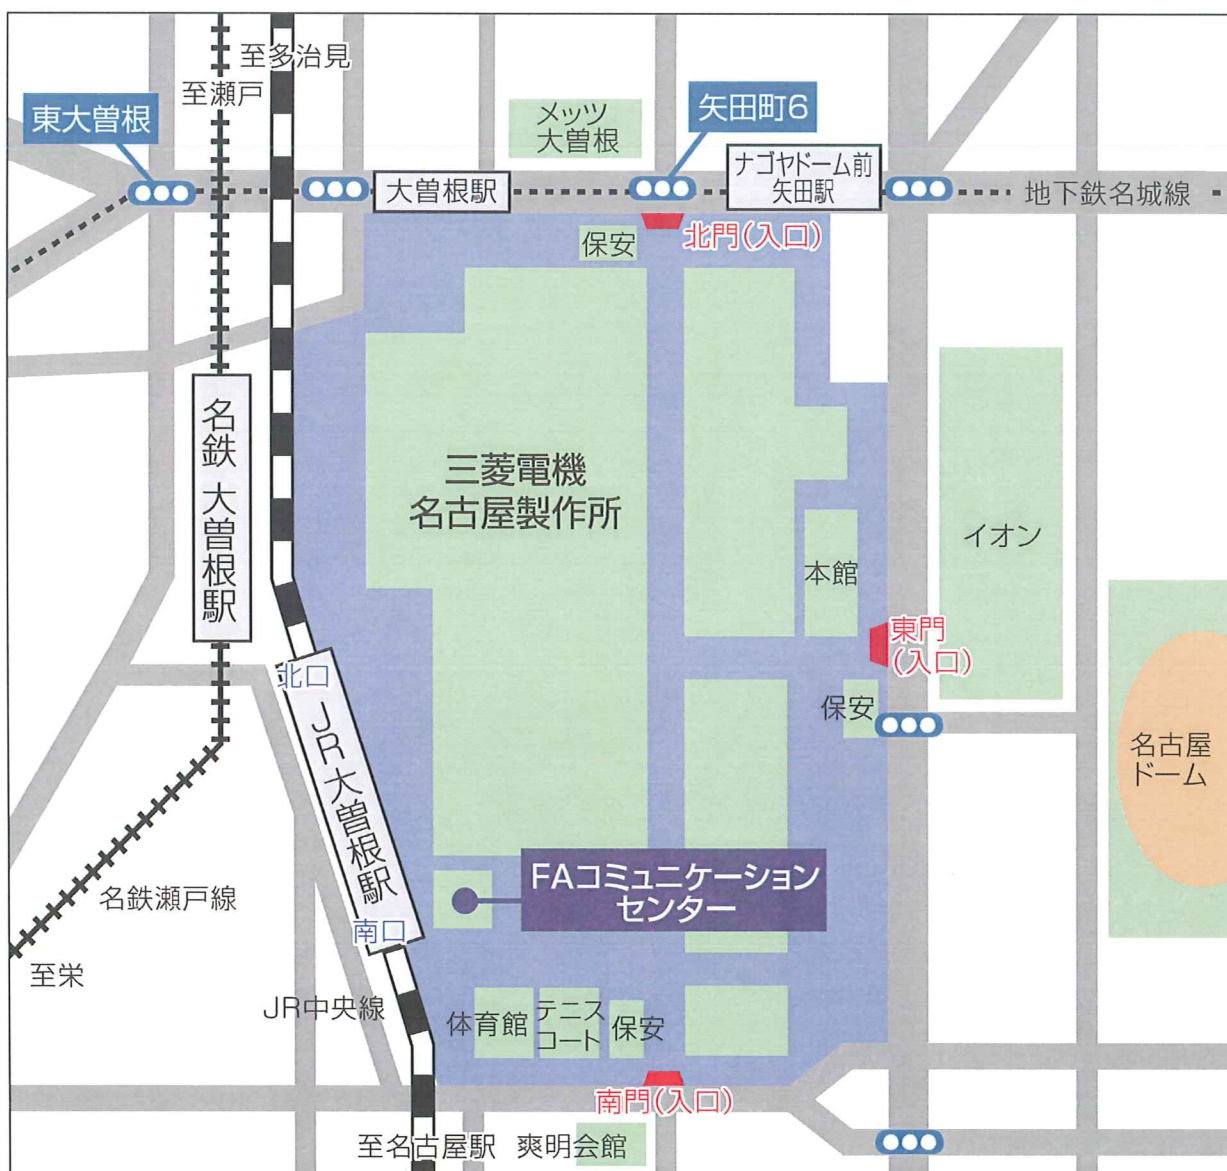 至多治見
至瀬戸
東大曽根
メッツ
大曽根
矢田町6
大曽根駅
ナゴヤドーム前
矢田駅
地下鉄名城線
保安
北門(入口)
名鉄 大曽根駅
三菱電機
名古屋製作所
イオン
本館
東門
(入口)
北口
保安
JR大曽根駅
名古屋
ドーム
FAコミュニケーション
センター
名鉄瀬戸線
南口
至栄
JR中央線
体育館
テニス
コート
保安
南門(入口)
至名古屋駅
爽明会館